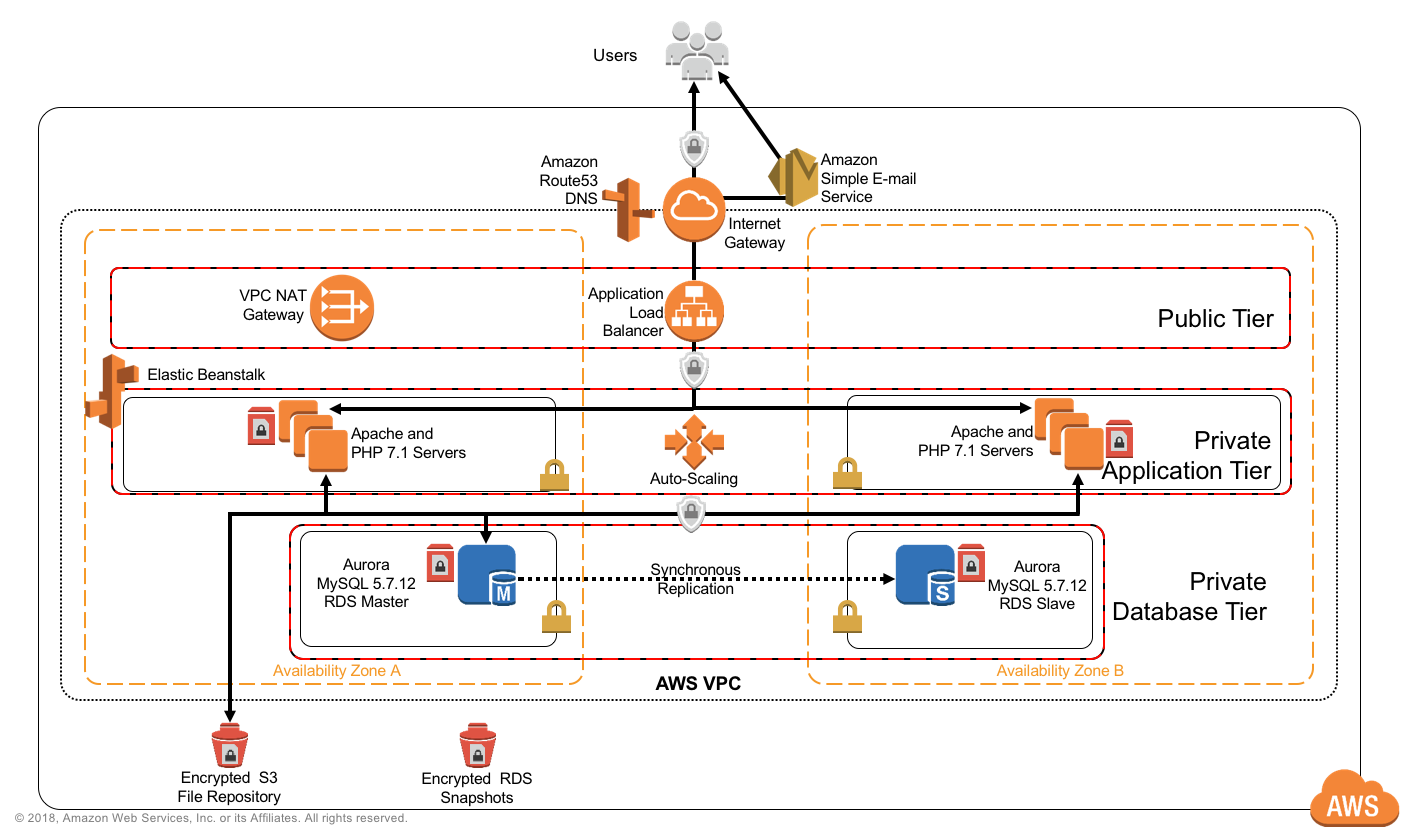 Users
Amazon
Route53
DNS
Amazon
Simple E-mail
Service
Internet
Gateway
VPC NAT
Gateway
Application
Load
Balancer
Public Tier
Elastic Beanstalk
Apache and
PHP 7.1 Servers
Auto-Scaling
Apache and
PHP 7.1 Servers
Private
Application Tier
Aurora
MySQL 5.7.12
RDS Master
M
Synchronous
Replication
S
Aurora
MySQL 5.7.12
RDS Slave
Private
Database Tier
Availability Zone A
AWS VPC
Availability Zone B
Encrypted S3
File Repository
Encrypted RDS
Snapshots
AWS
© 2018, Amazon Web Services, Inc. or its Affiliates. All rights reserved.